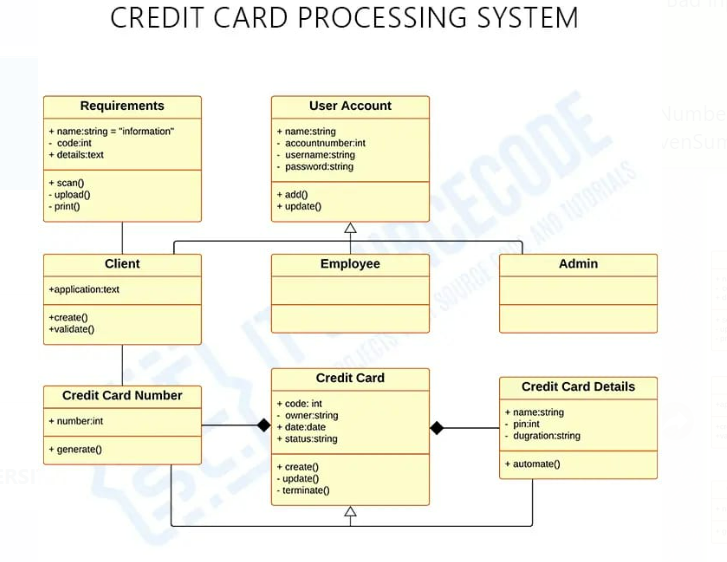 CREDIT CARD PROCESSING SYSTEM
Requirements
+ name:string = "information"
- code:int
+ details:text
+ scan()
- upload()
- print()
User Account
+ name:string
- accountnumber:int
- username:string
- password:string
+ add()
+ update()
Client
+application:text
+create()
+validate()
Employee
Admin
Credit Card Number
+ number:int
+ generate()
Credit Card
+ code: int
- owner:string
+ date:date
+ status:string
+ create()
- update()
- terminate()
Credit Card Details
+ name:string
- pin:int
- dugration:string
+ automate()